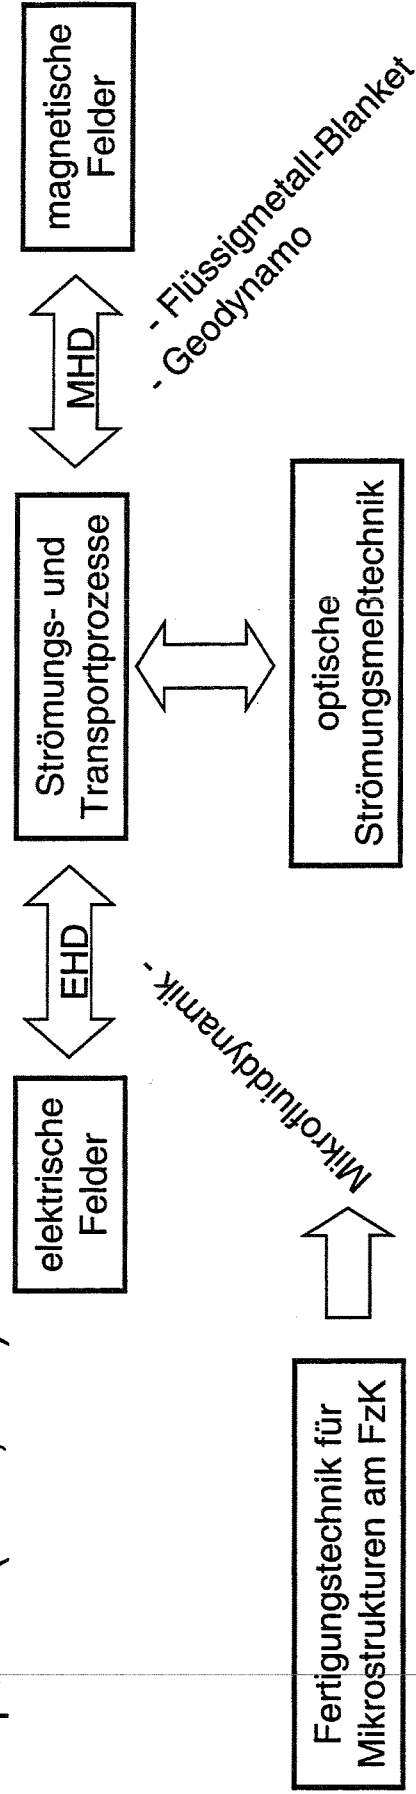 elektrische
Felder
EHD
Strömungs- und
Transportprozesse
MHD
magnetische
Felder
Mikrofluiddynamik -
- Flüssigmetall-Blanket
- Geodynamo
Fertigungstechnik für
Mikrostrukturen am FzK
optische
Strömungsmeßtechnik